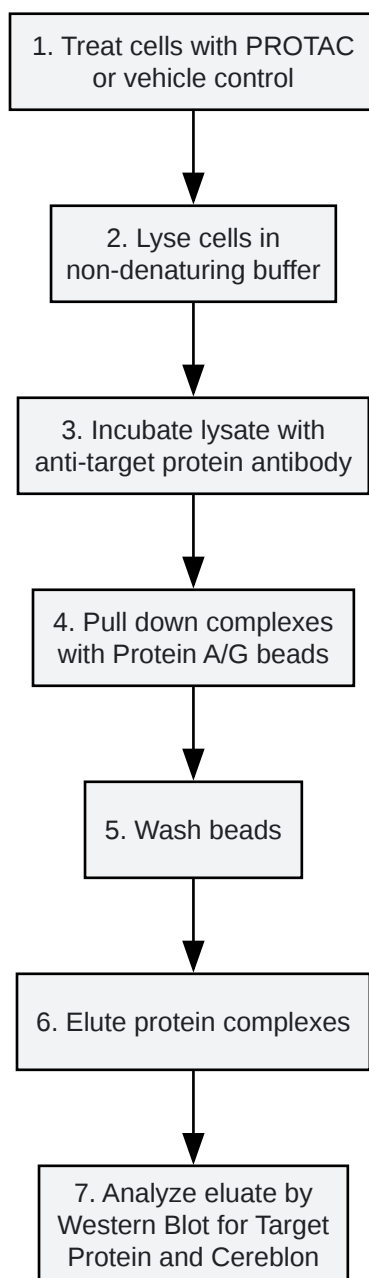 1. Treat cells with PROTAC
or vehicle control
2. Lyse cells in
non-denaturing buffer
3. Incubate lysate with
anti-target protein antibody
4. Pull down complexes
with Protein A/G beads
5. Wash beads
6. Elute protein complexes
7. Analyze eluate by
Western Blot for Target
Protein and Cereblon